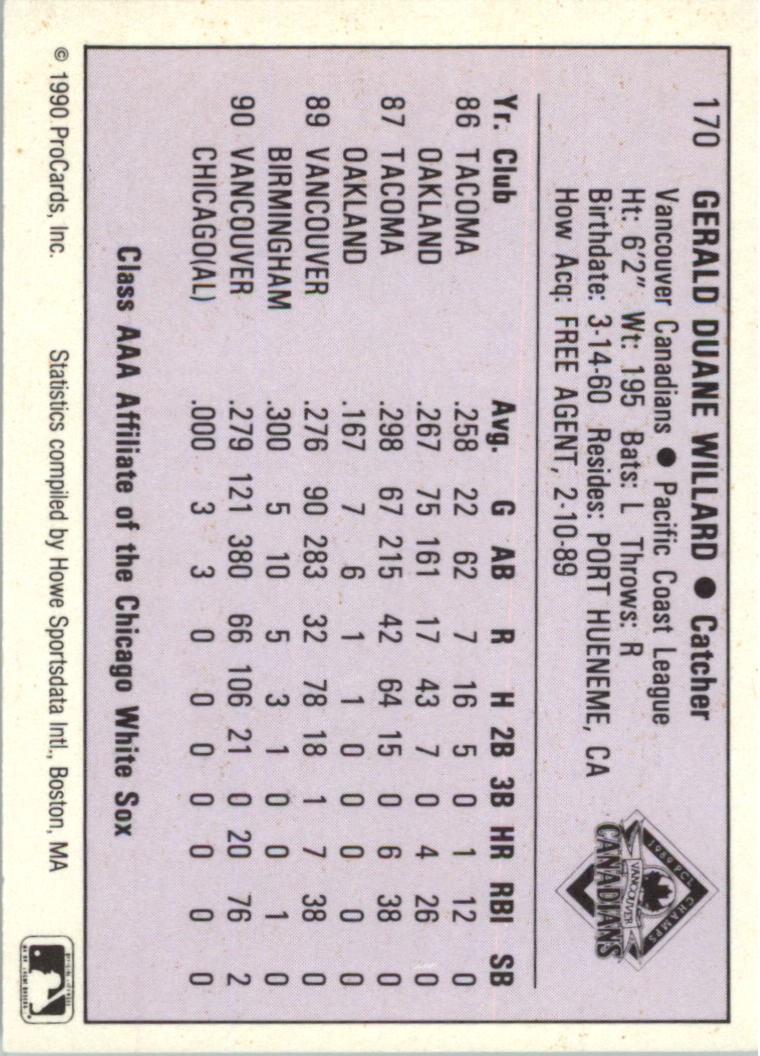 170 GERALD DUANE WILLARD ● Catcher
Vancouver Canadians ● Pacific Coast League
Ht: 6'2" Wt: 195 Bats: L Throws: R
Birthdate: 3-14-60 Resides: PORT HUENEME, CA
How Acq: FREE AGENT, 2-10-89
1989 PCL CHAMPS
VANCOUVER
CANADIANS
Yr. Club Avg. G AB R H 2B 3B HR RBI SB
86 TACOMA .258 22 62 7 16 5 0 1 12 0
OAKLAND .267 75 161 17 43 7 0 4 26 0
87 TACOMA .298 67 215 42 64 15 0 6 38 0
OAKLAND .167 7 6 1 1 0 0 0 0 0
89 VANCOUVER .276 90 283 32 78 18 1 7 38 0
BIRMINGHAM .300 5 10 5 3 1 0 0 1 0
90 VANCOUVER .279 121 380 66 106 21 0 20 76 2
CHICAGO(AL) .000 3 3 0 0 0 0 0 0 0
Class AAA Affiliate of the Chicago White Sox
© 1990 ProCards, Inc. Statistics compiled by Howe Sportsdata Intl., Boston, MA